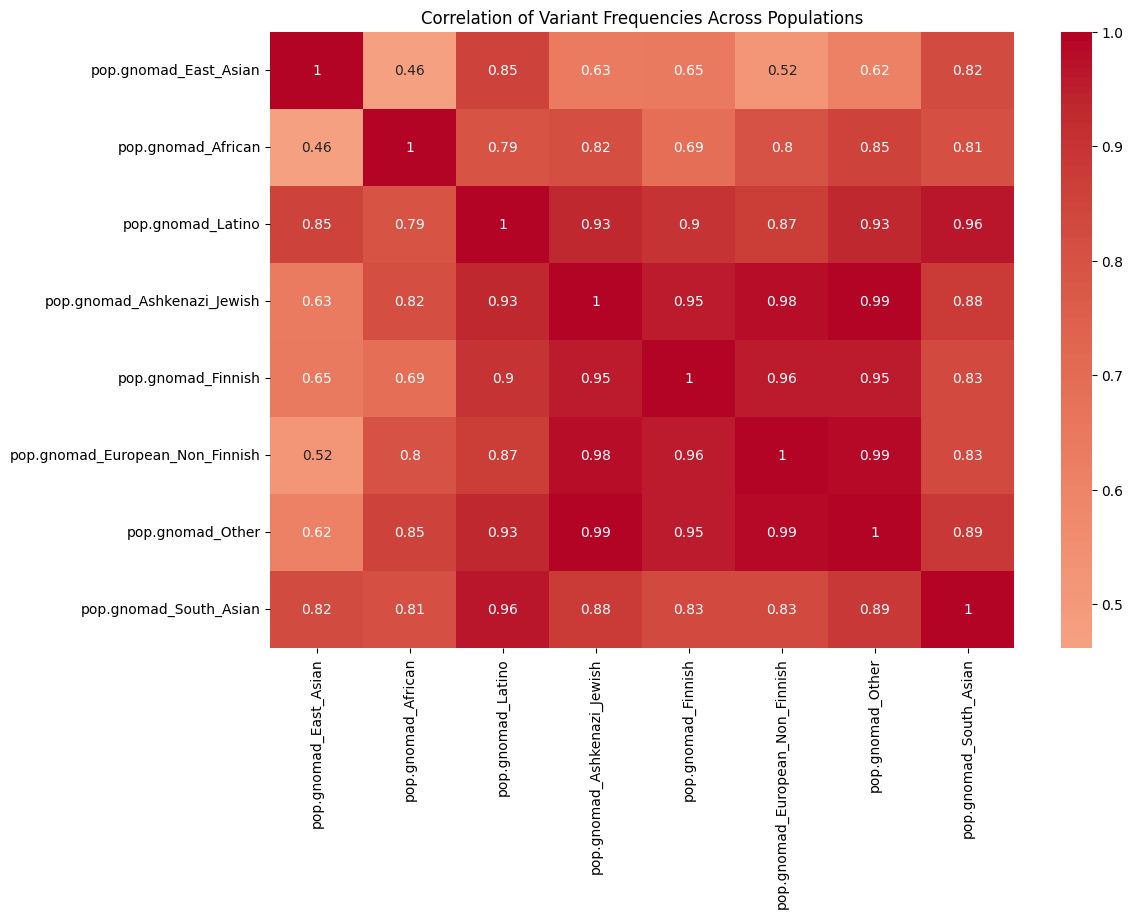 Correlation of Variant Frequencies Across Populations
pop.gnomad_East_Asian 1 0.46 0.85 0.63 0.65 0.52 0.62 0.82
pop.gnomad_African 0.46 1 0.79 0.82 0.69 0.8 0.85 0.81
pop.gnomad_Latino 0.85 0.79 1 0.93 0.9 0.87 0.93 0.96
pop.gnomad_Ashkenazi_Jewish 0.63 0.82 0.93 1 0.95 0.98 0.99 0.88
pop.gnomad_Finnish 0.65 0.69 0.9 0.95 1 0.96 0.95 0.83
pop.gnomad_European_Non_Finnish 0.52 0.8 0.87 0.98 0.96 1 0.99 0.83
pop.gnomad_Other 0.62 0.85 0.93 0.99 0.95 0.99 1 0.89
pop.gnomad_South_Asian 0.82 0.81 0.96 0.88 0.83 0.83 0.89 1
pop.gnomad_East_Asian
pop.gnomad_African
pop.gnomad_Latino
pop.gnomad_Ashkenazi_Jewish
pop.gnomad_Finnish
pop.gnomad_European_Non_Finnish
pop.gnomad_Other
pop.gnomad_South_Asian
1.0
0.9
0.8
0.7
0.6
0.5